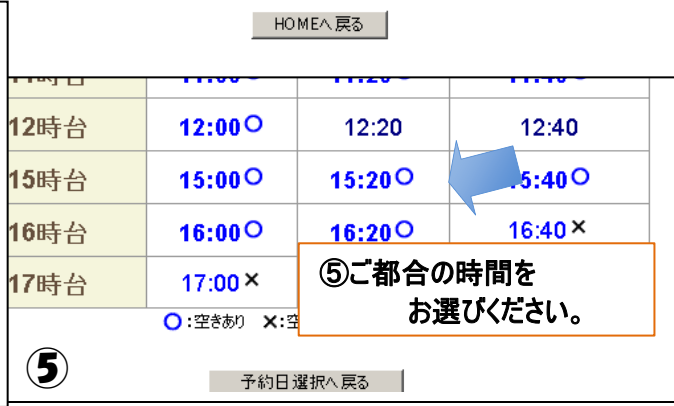 HOMEへ戻る
12時台 12:00○ 12:20 12:40
15時台 15:00○ 15:20○ 5:40○
16時台 16:00○ 16:20○ 16:40×
17時台 17:00×
⑤ご都合の時間を
お選びください。
○:空きあり ×:空
⑤
予約日選択へ戻る